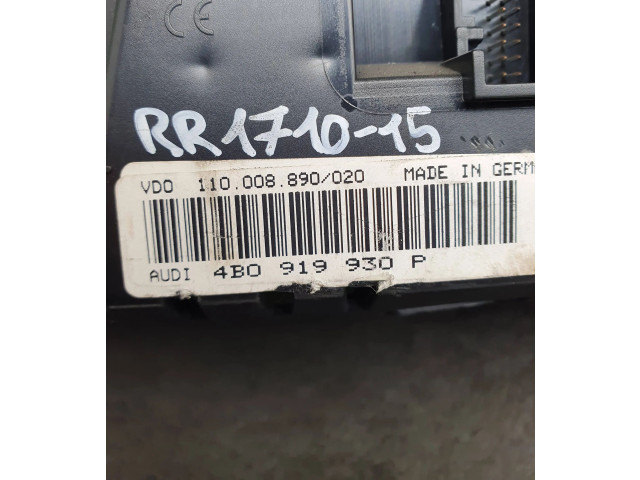 CE
RR1710-15
VDO 110.008.890/020 MADE IN GERM
AUDI 4B0 919 930 P